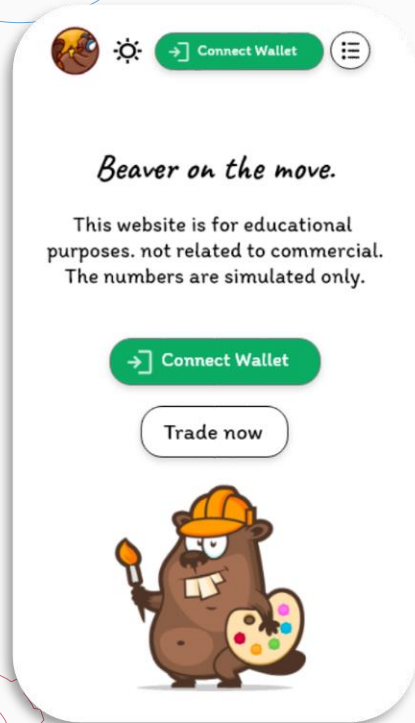 Connect Wallet
Beaver on the move.
This website is for educational
purposes. not related to commercial.
The numbers are simulated only.
Connect Wallet
Trade now